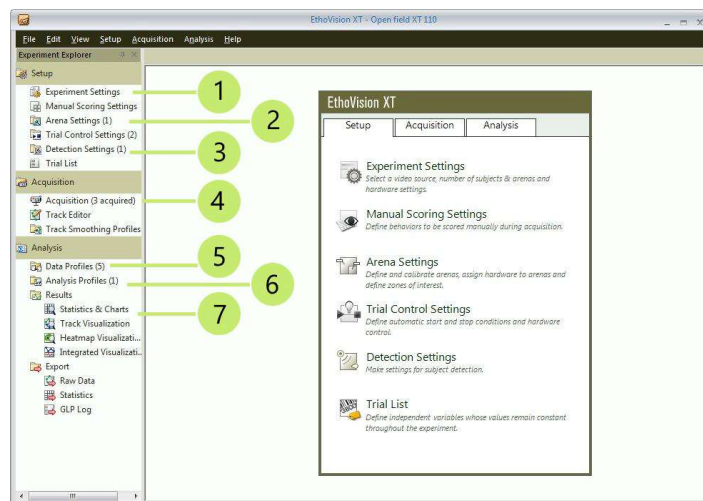 EthoVision XT - Open field XT 110
File Edit View Setup Acquisition Analysis Help
Experiment Explorer
Setup
Experiment Settings
Manual Scoring Settings
Arena Settings (1)
Trial Control Settings (2)
Detection Settings (1)
Trial List
Acquisition
Acquisition (3 acquired)
Track Editor
Track Smoothing Profiles
Analysis
Data Profiles (5)
Analysis Profiles (1)
Results
Statistics & Charts
Track Visualization
Heatmap Visualizati...
Integrated Visualizati...
Export
Raw Data
Statistics
GLP Log
1
2
3
4
5
6
7
EthoVision XT
Setup Acquisition Analysis
Experiment Settings
Select a video source, number of subjects & arenas and
hardware settings.
Manual Scoring Settings
Define behaviors to be scored manually during acquisition.
Arena Settings
Define and calibrate arenas, assign hardware to arenas and
define zones of interest.
Trial Control Settings
Define automatic start and stop conditions and hardware
control.
Detection Settings
Make settings for subject detection.
Trial List
Define independent variables whose values remain constant
throughout the experiment.